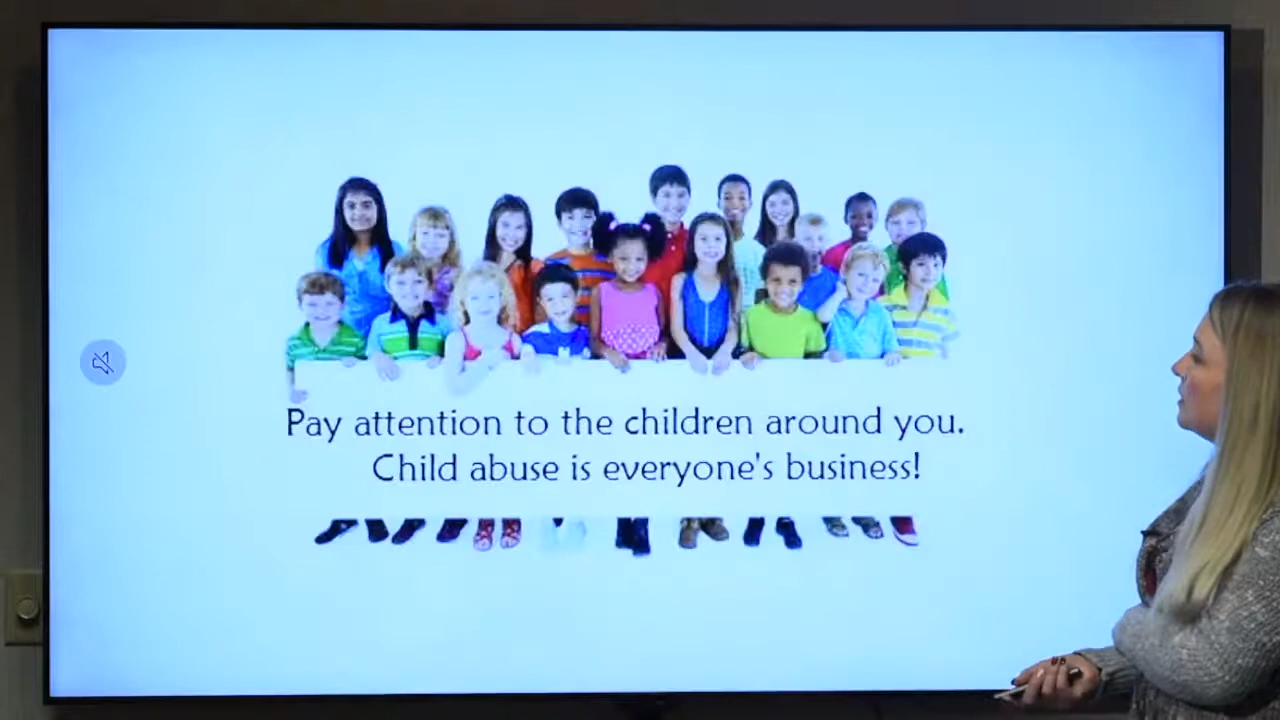 Pay attention to the children around you.
Child abuse is everyone's business!